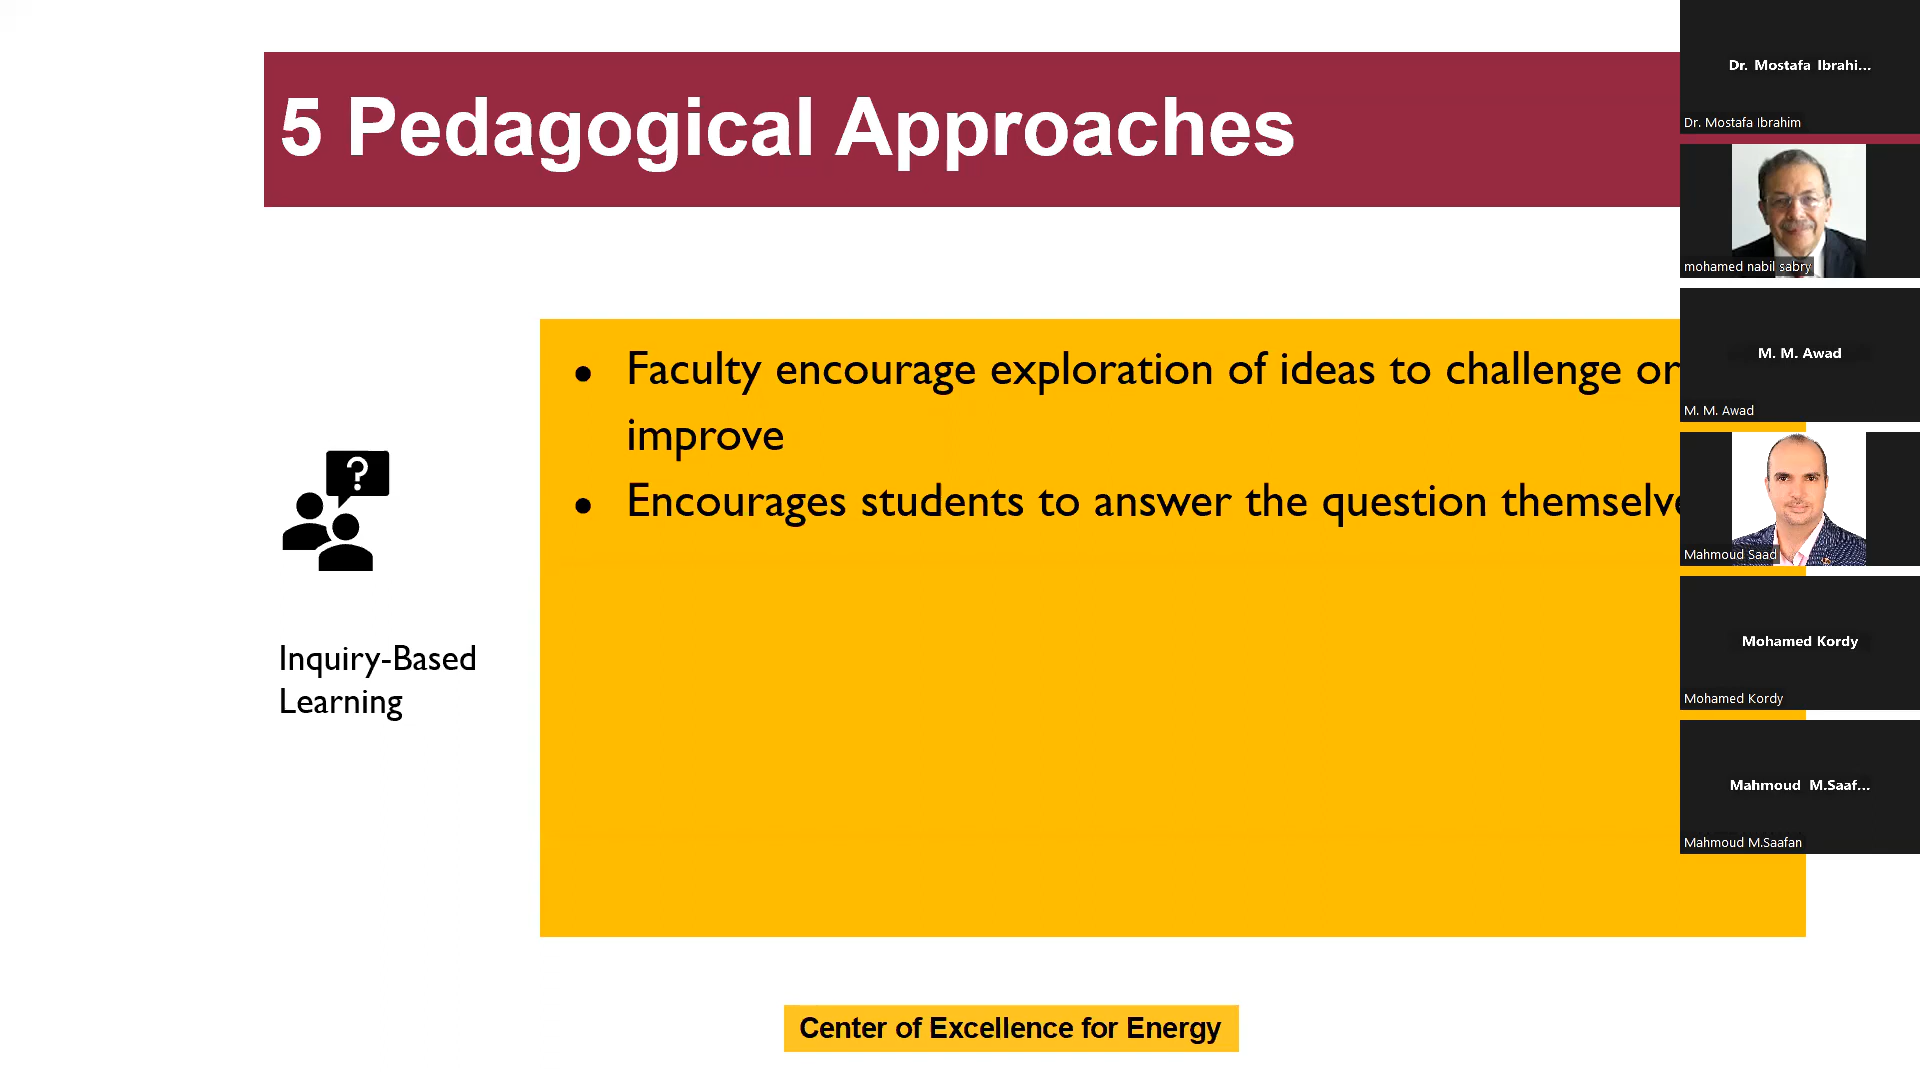 5 Pedagogical Approaches
Faculty encourage exploration of ideas to challenge or
improve
Encourages students to answer the question
?
Inquiry-Based
Learning
Center of Excellence for Energy
Dr. Mostafa Ibrahi...
Dr. Mostafa Ibrahim
mohamed nabil sabry
M. M. Awad
M. M. Awad
Mahmoud Saad
Mohamed Kordy
Mohamed Kordy
Mahmoud M.Saaf...
Mahmoud M.Saafan